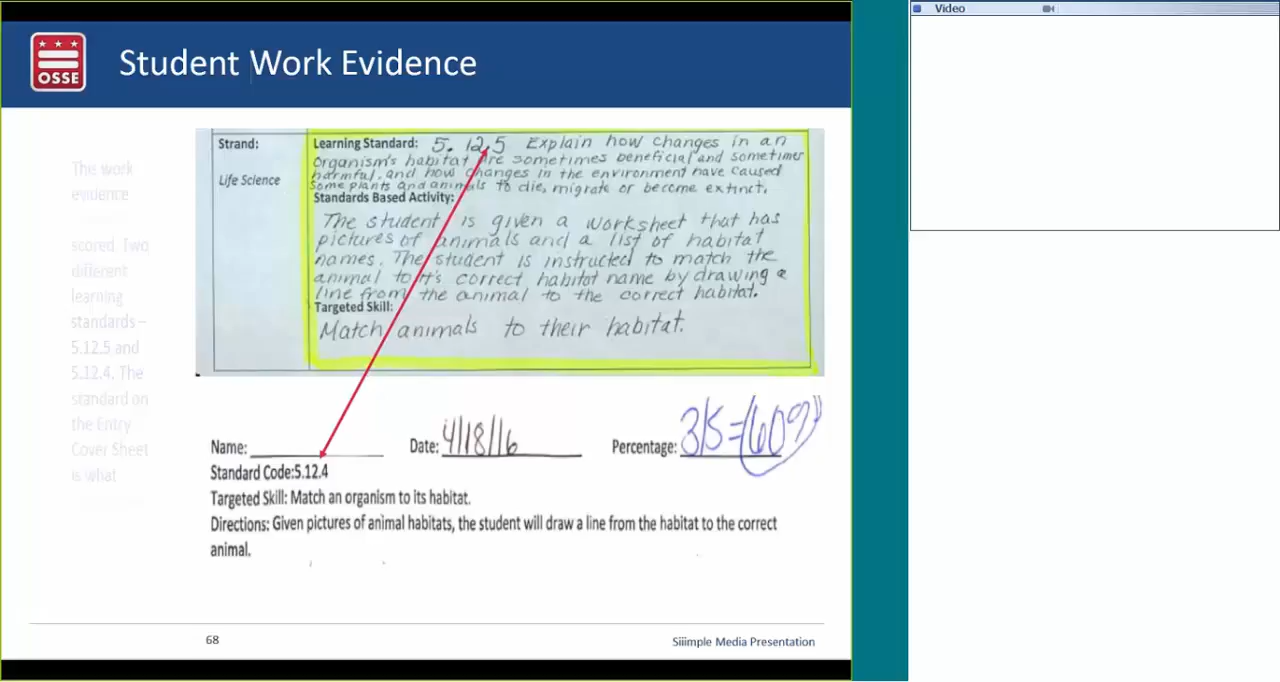 Video
OSSE
Student Work Evidence
The work
evidence
scored. Two
different
learning
standards –
5.12.5 and
5.12.4. The
standard on
the Entry
Cover Sheet
is what
Strand:
Life Science
Learning Standard: 5.12.5 Explain how changes in an
organism's habitat are sometimes beneficial and sometimes
harmful, and how changes in the environment have caused
some plants and animals to die, migrate or become extinct.
Standards Based Activity:
The student is given a worksheet that has
pictures of animals and a list of habitat
names. The student is instructed to match the
animal to it's correct habitat name by drawing a
line from the animal to the correct habitat.
Targeted Skill:
Match animals to their habitat.
Name: Date: 4/18/16 Percentage: 3/5=60%
Standard Code:5.12.4
Targeted Skill: Match an organism to its habitat.
Directions: Given pictures of animal habitats, the student will draw a line from the habitat to the correct
animal.
68
Siiimple Media Presentation